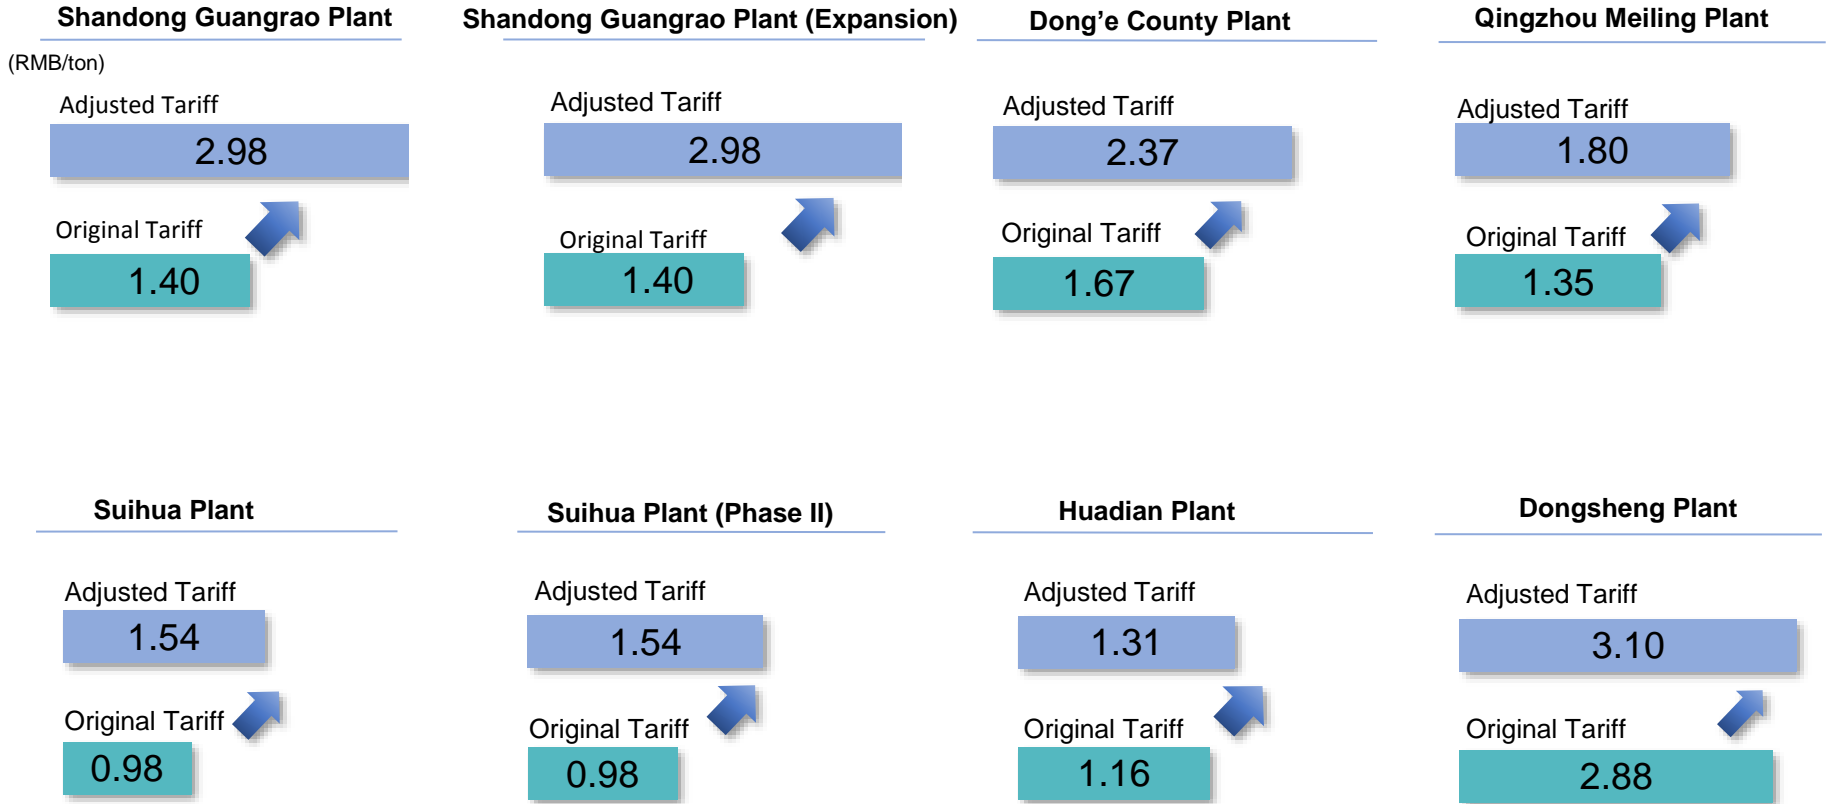 Shandong Guangrao Plant
(RMB/ton)
Adjusted Tariff
2.98
Original Tariff
1.40
Shandong Guangrao Plant (Expansion)
Adjusted Tariff
2.98
Original Tariff
1.40
Dong’e County Plant
Adjusted Tariff
2.37
Original Tariff
1.67
Qingzhou Meiling Plant
Adjusted Tariff
1.80
Original Tariff
1.35
Suihua Plant
Adjusted Tariff
1.54
Original Tariff
0.98
Suihua Plant (Phase II)
Adjusted Tariff
1.54
Original Tariff
0.98
Huadian Plant
Adjusted Tariff
1.31
Original Tariff
1.16
Dongsheng Plant
Adjusted Tariff
3.10
Original Tariff
2.88